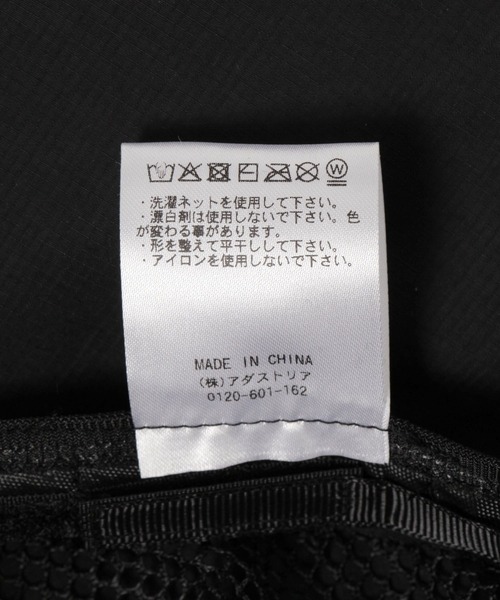 ・洗濯ネットを使用して下さい。
・漂白剤は使用しないで下さい。色
が変わる事があります。
・形を整えて平干しして下さい。
・アイロンを使用しないで下さい。
MADE IN CHINA
(株)アダストリア
0120-601-162